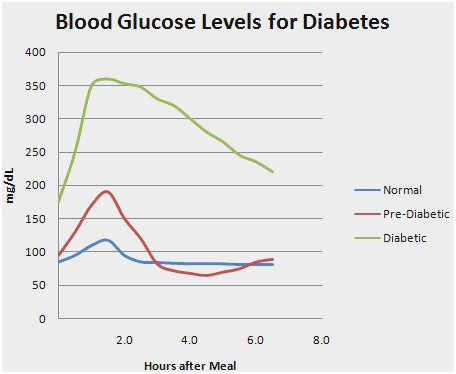 Blood Glucose Levels for Diabetes
400
350
300
250
200
150
100
50
0
mg/dL
2.0 4.0 6.0 8.0
Hours after Meal
Normal
Pre-Diabetic
Diabetic